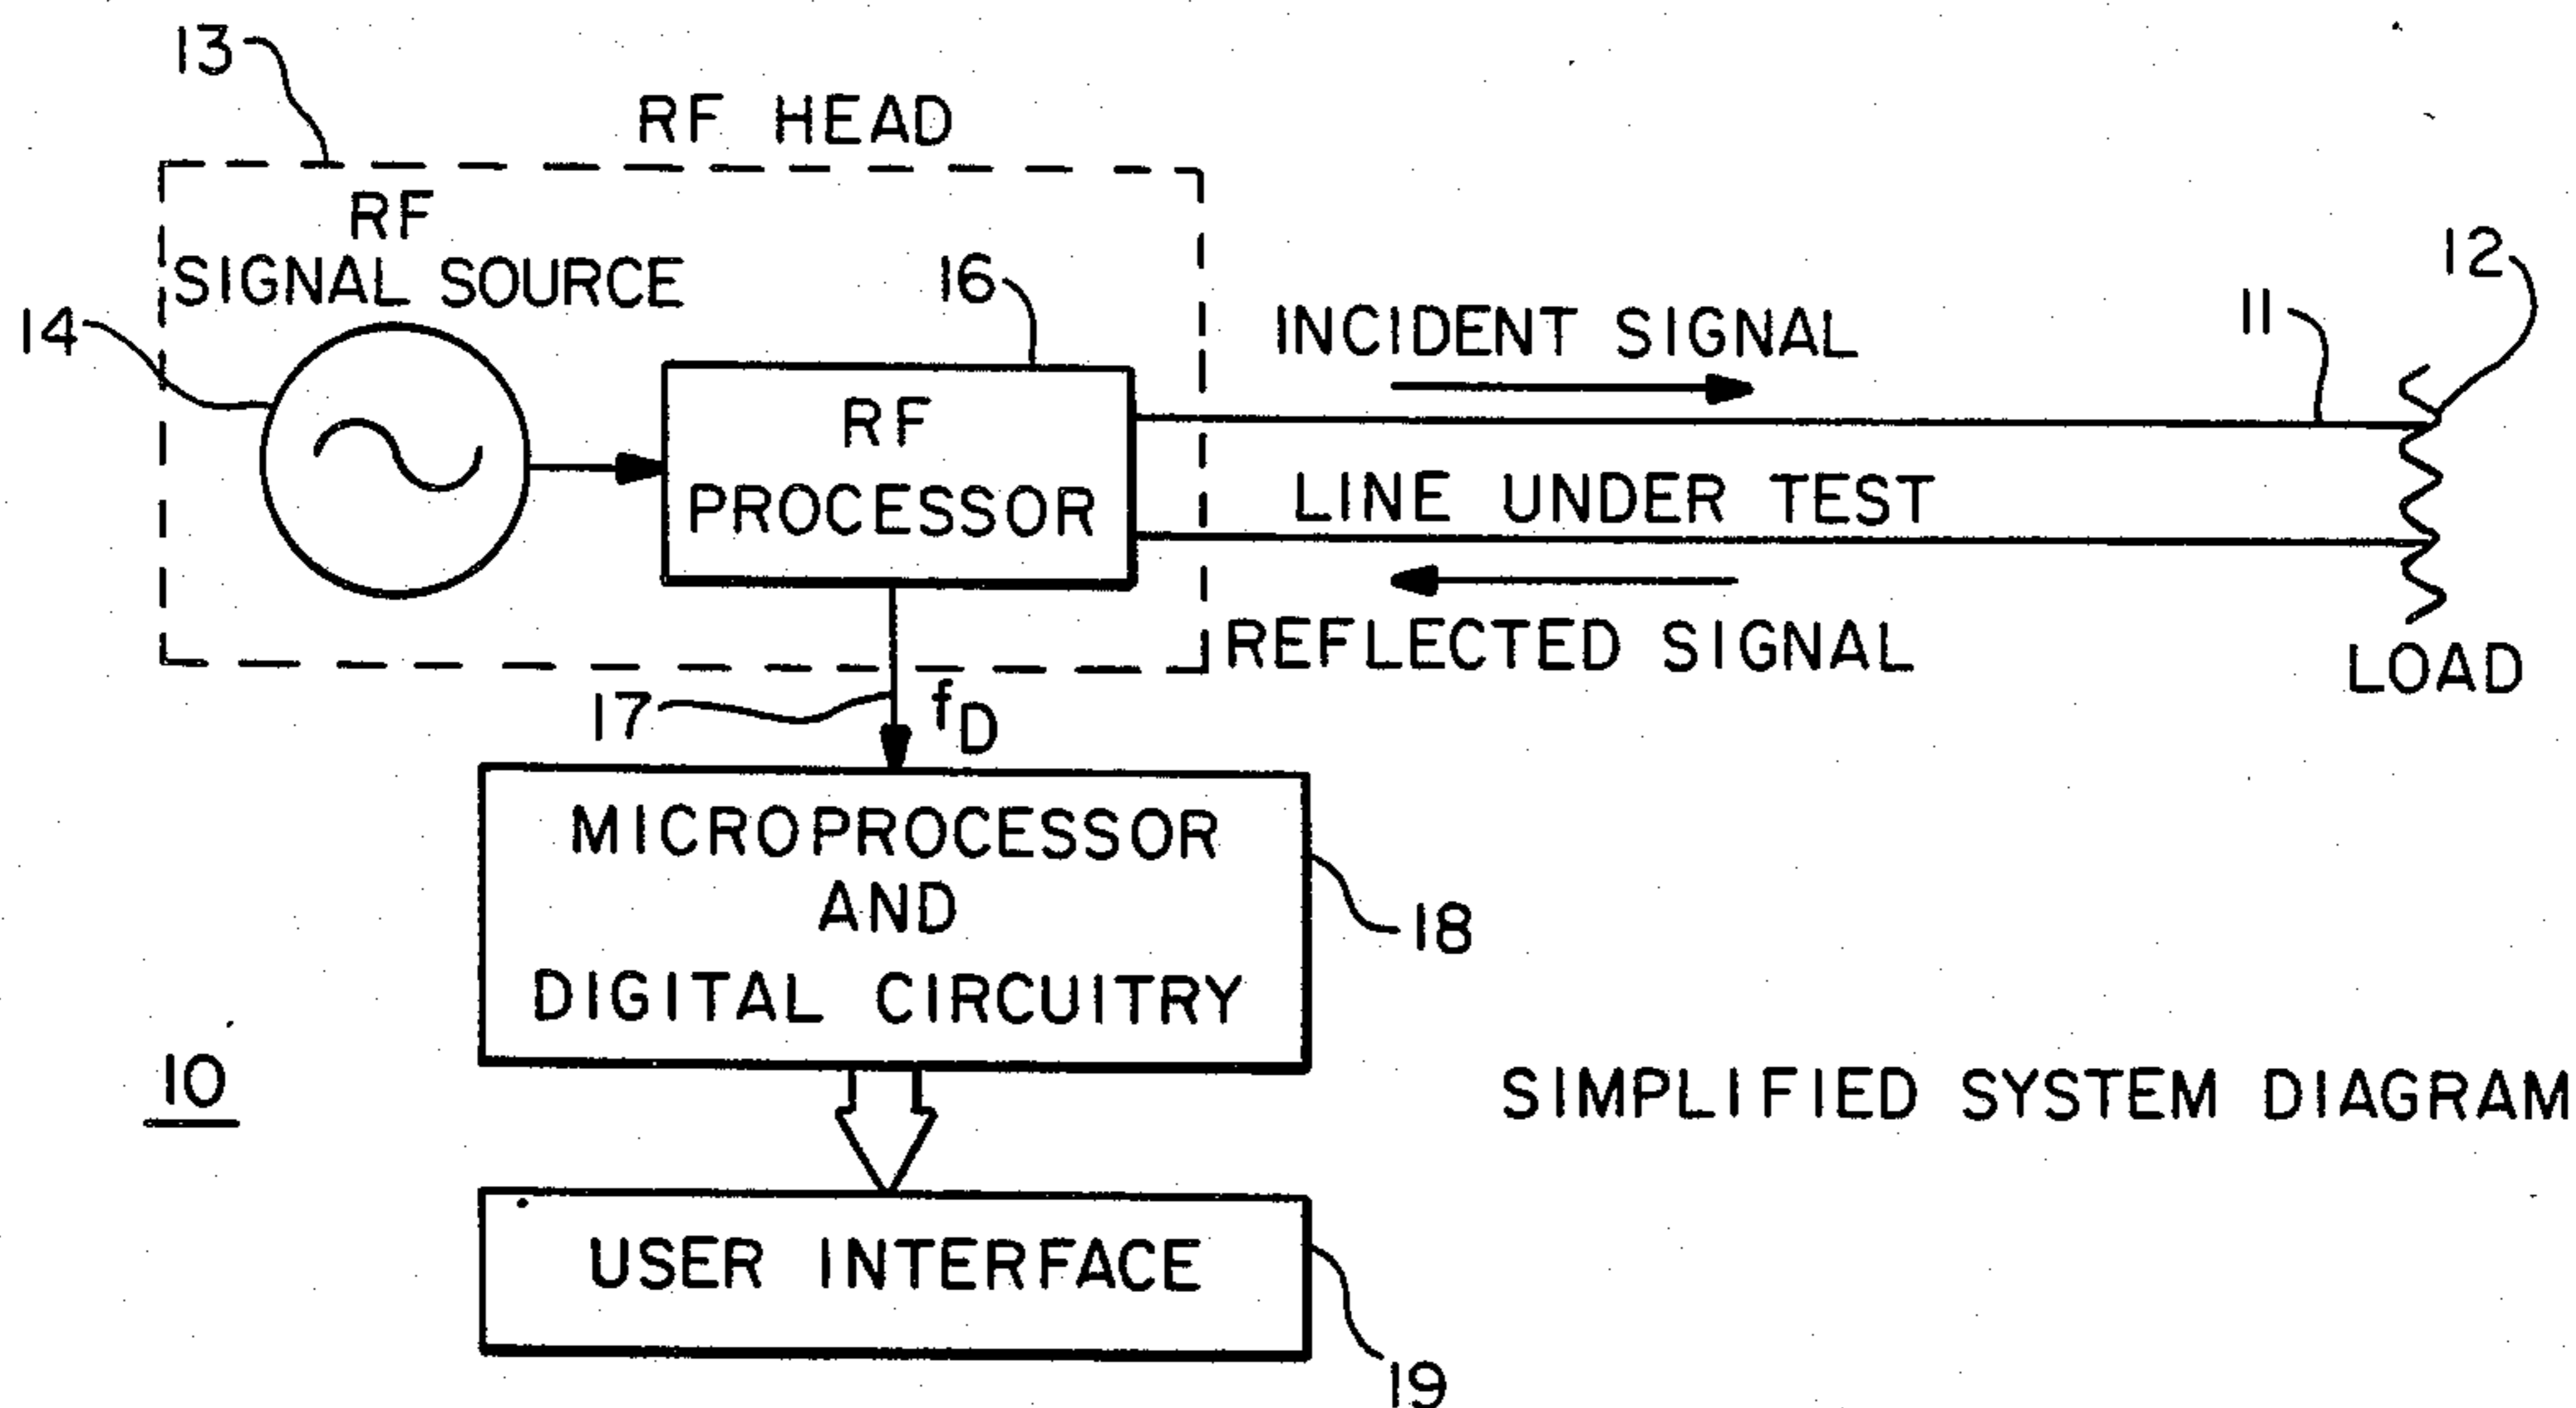 13
RF HEAD
RF
SIGNAL SOURCE
14
16
RF
PROCESSOR
INCIDENT SIGNAL
11
12
LINE UNDER TEST
REFLECTED SIGNAL
LOAD
17
fD
MICROPROCESSOR
AND
DIGITAL CIRCUITRY
18
10
SIMPLIFIED SYSTEM DIAGRAM
USER INTERFACE
19